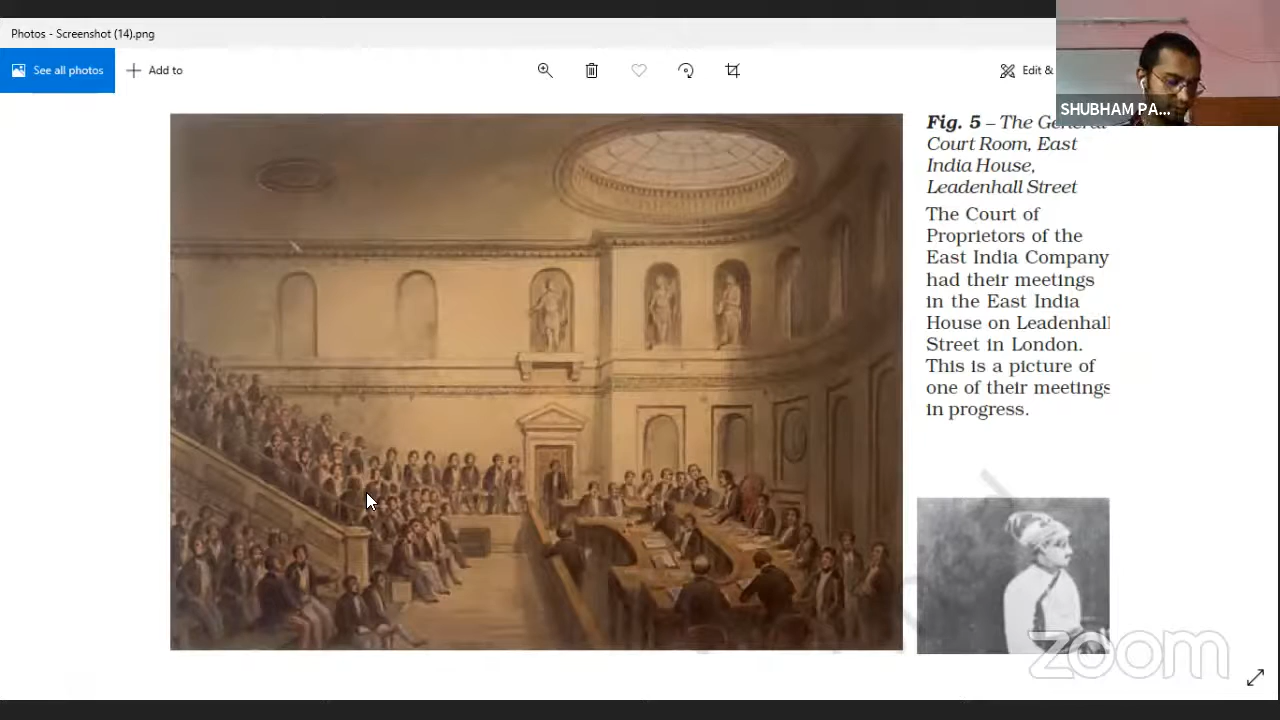 Photos - Screenshot (14).png
See all photos
Add to
Edit &
SHUBHAM PA...
Fig. 5 – The General
Court Room, East
India House,
Leadenhall Street
The Court of
Proprietors of the
East India Company
had their meetings
in the East India
House on Leadenhall
Street in London.
This is a picture of
one of their meetings
in progress.
zoom